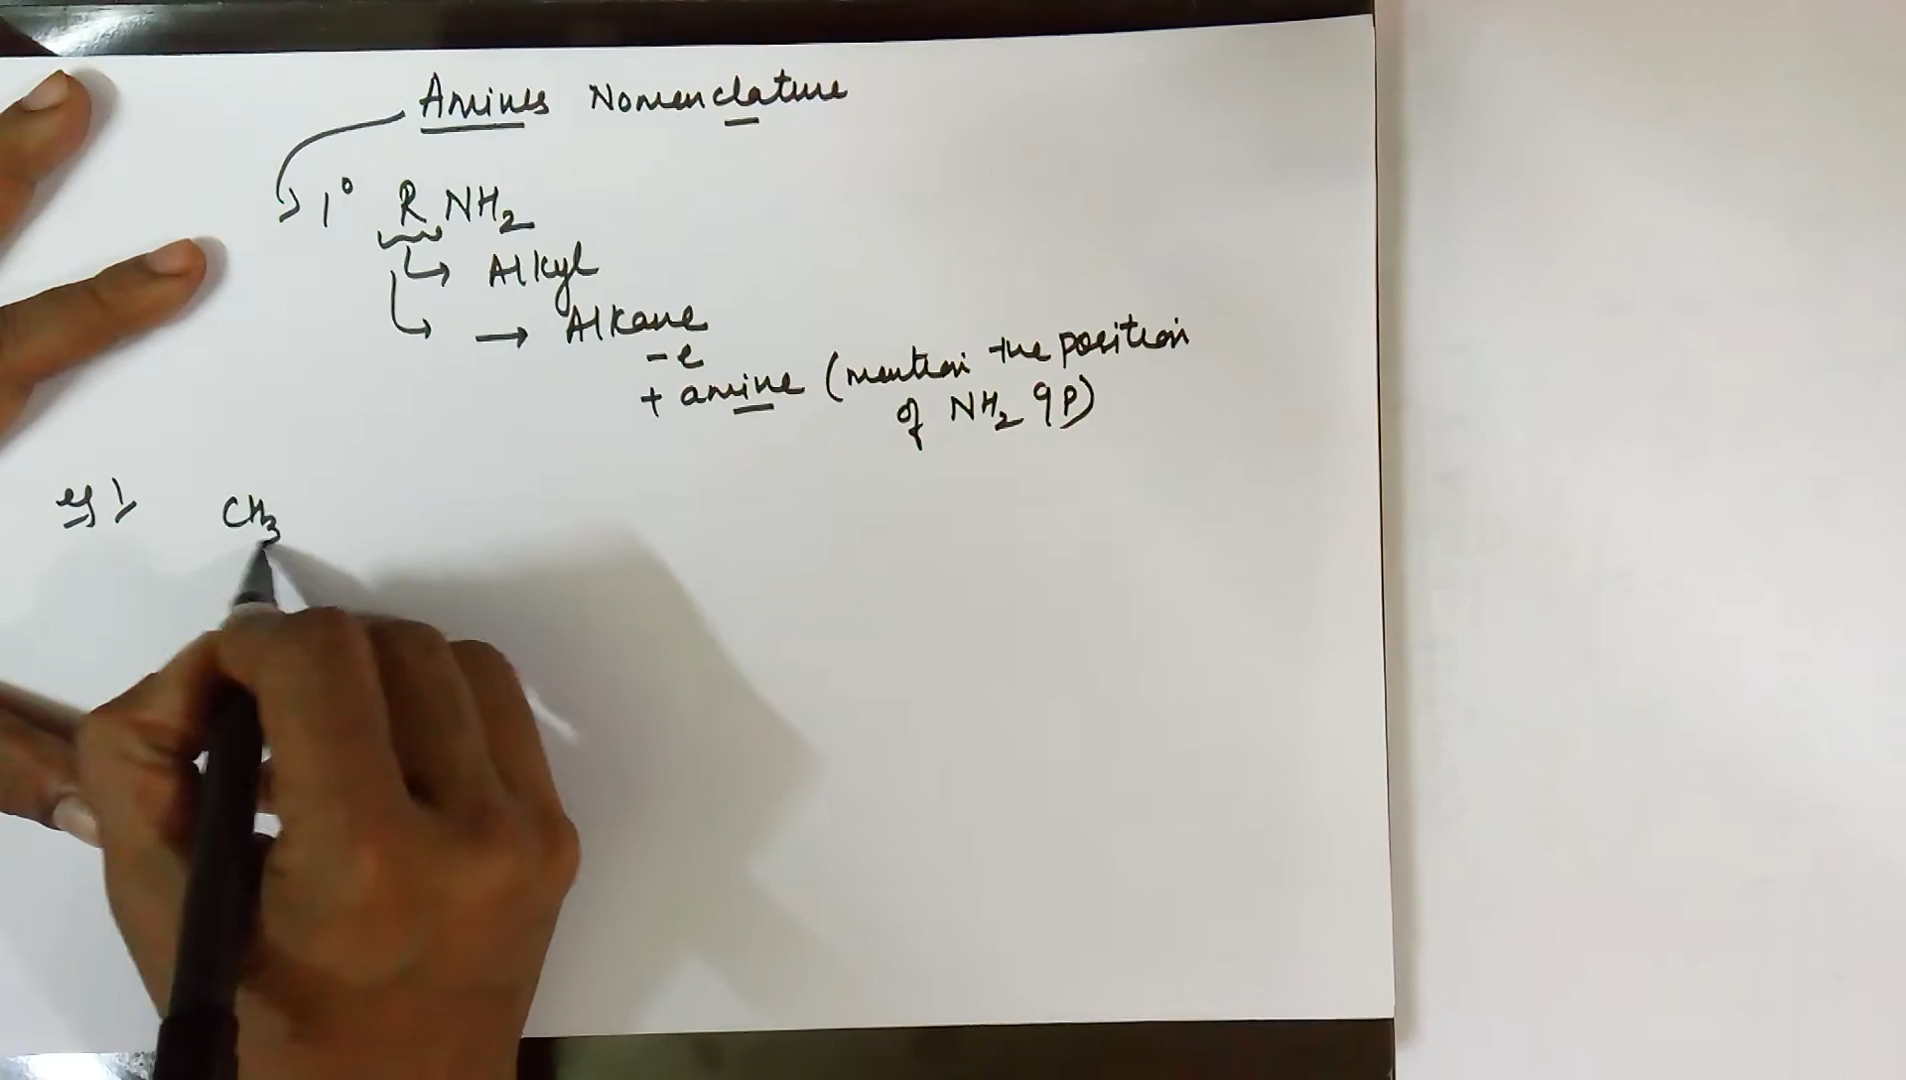 Amines Nomenclature
1° R NH2
→ Alkyl
→ Alkane
- e
+ amine (mention the position
of NH2 gp)
eg: CH3